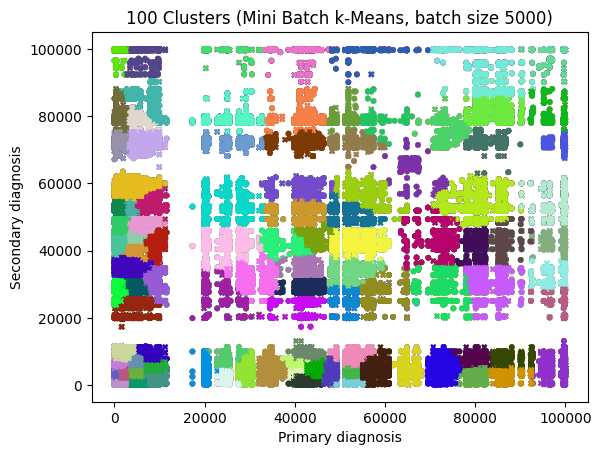 100 Clusters (Mini Batch k-Means, batch size 5000)
100000
80000
60000
40000
20000
0
Secondary diagnosis
0 20000 40000 60000 80000 100000
Primary diagnosis